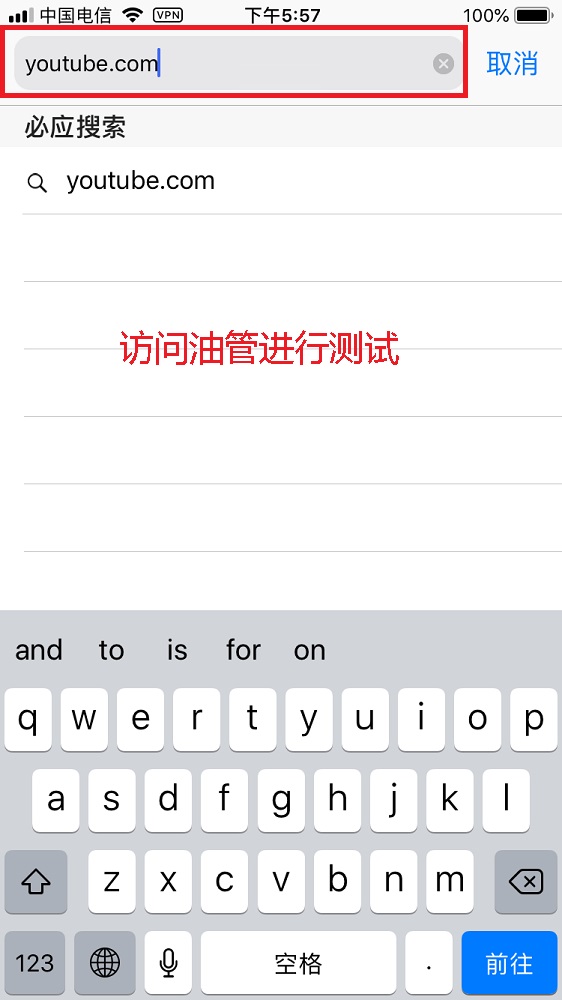 中国电信 VPN 下午5:57 100%
youtube.com 取消
必应搜索
youtube.com
访问油管进行测试
and to is for on
q w e r t y u i o p
a s d f g h j k l
z x c v b n m
123 空格 . 前往